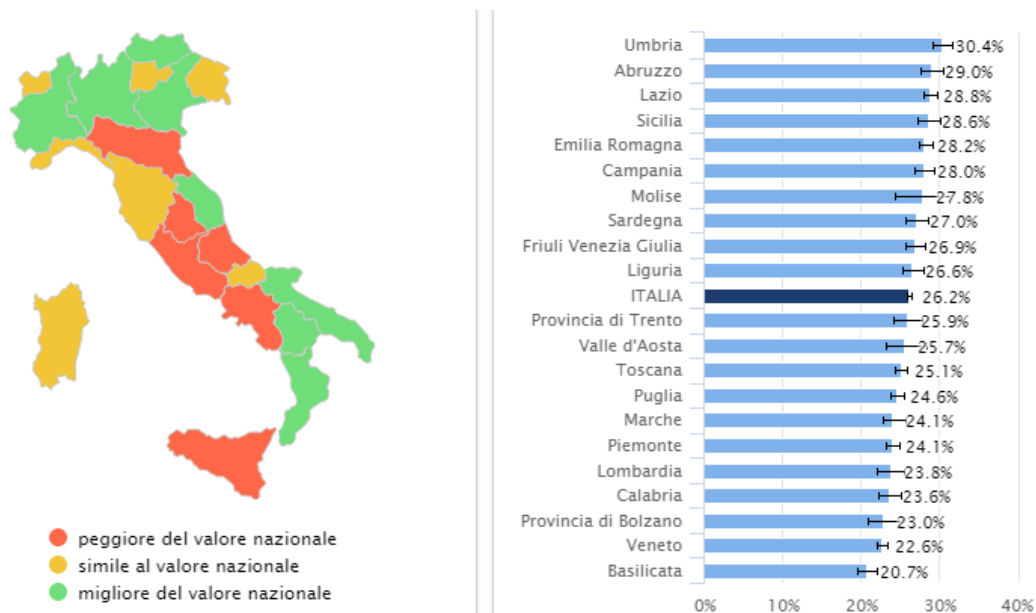 peggiore del valore nazionale
simile al valore nazionale
migliore del valore nazionale
Umbria 30.4%
Abruzzo 29.0%
Lazio 28.8%
Sicilia 28.6%
Emilia Romagna 28.2%
Campania 28.0%
Molise 27.8%
Sardegna 27.0%
Friuli Venezia Giulia 26.9%
Liguria 26.6%
ITALIA 26.2%
Provincia di Trento 25.9%
Valle d'Aosta 25.7%
Toscana 25.1%
Puglia 24.6%
Marche 24.1%
Piemonte 24.1%
Lombardia 23.8%
Calabria 23.6%
Provincia di Bolzano 23.0%
Veneto 22.6%
Basilicata 20.7%
0% 10% 20% 30% 40%